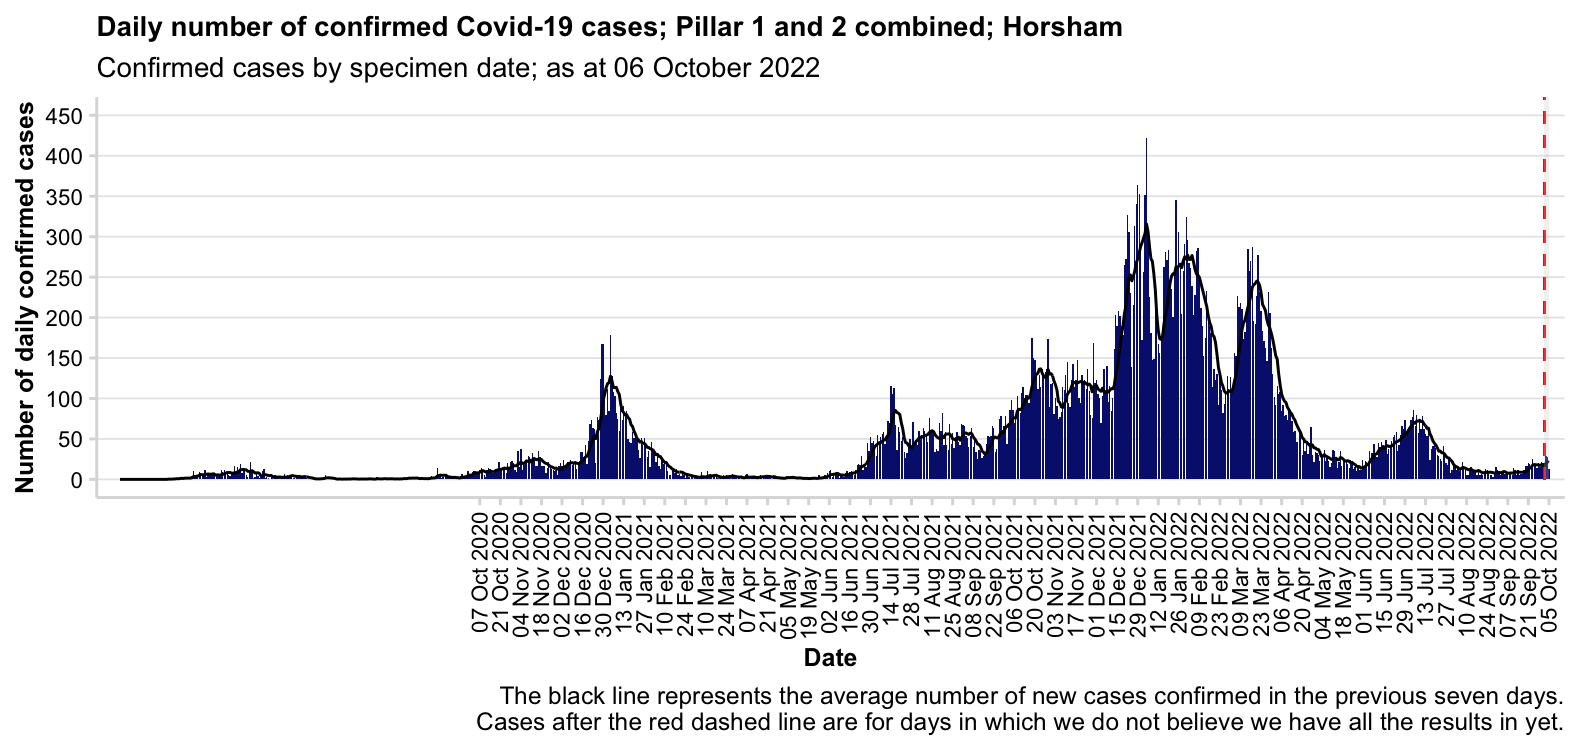 Daily number of confirmed Covid-19 cases; Pillar 1 and 2 combined; Horsham
Confirmed cases by specimen date; as at 06 October 2022
Number of daily confirmed cases
450
400
350
300
250
200
150
100
50
0
07 Oct 2020
21 Oct 2020
04 Nov 2020
18 Nov 2020
02 Dec 2020
16 Dec 2020
30 Dec 2020
13 Jan 2021
27 Jan 2021
10 Feb 2021
24 Feb 2021
10 Mar 2021
24 Mar 2021
07 Apr 2021
21 Apr 2021
05 May 2021
19 May 2021
02 Jun 2021
16 Jun 2021
30 Jun 2021
14 Jul 2021
28 Jul 2021
11 Aug 2021
25 Aug 2021
08 Sep 2021
22 Sep 2021
06 Oct 2021
20 Oct 2021
03 Nov 2021
17 Nov 2021
01 Dec 2021
15 Dec 2021
29 Dec 2021
12 Jan 2022
26 Jan 2022
09 Feb 2022
23 Feb 2022
09 Mar 2022
23 Mar 2022
06 Apr 2022
20 Apr 2022
04 May 2022
18 May 2022
01 Jun 2022
15 Jun 2022
29 Jun 2022
13 Jul 2022
27 Jul 2022
10 Aug 2022
24 Aug 2022
07 Sep 2022
21 Sep 2022
05 Oct 2022
Date
The black line represents the average number of new cases confirmed in the previous seven days.
Cases after the red dashed line are for days in which we do not believe we have all the results in yet.